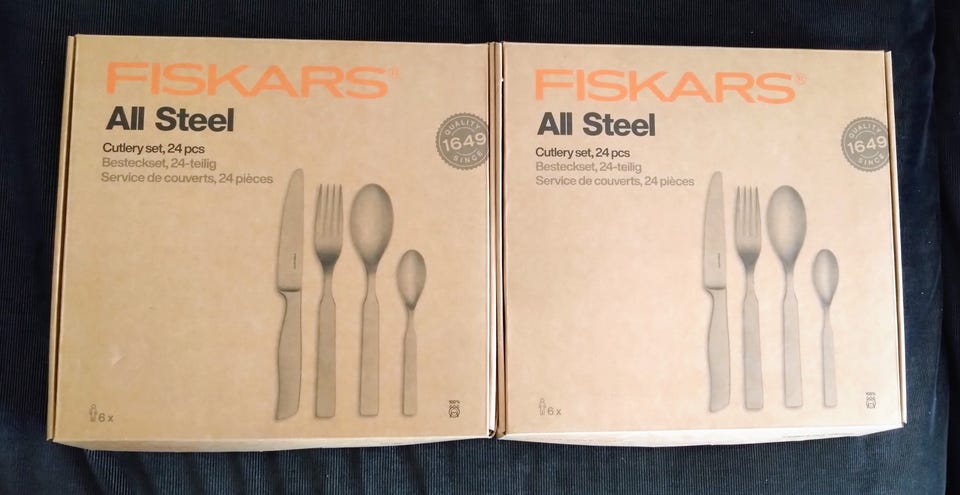 FISKARS®
All Steel
Cutlery set, 24 pcs
Besteckset, 24-teilig
Service de couverts, 24 pièces
QUALITY
1649
SINCE
6 x
FISKARS®
All Steel
Cutlery set, 24 pcs
Besteckset, 24-teilig
Service de couverts, 24 pièces
QUALITY
1649
SINCE
6 x